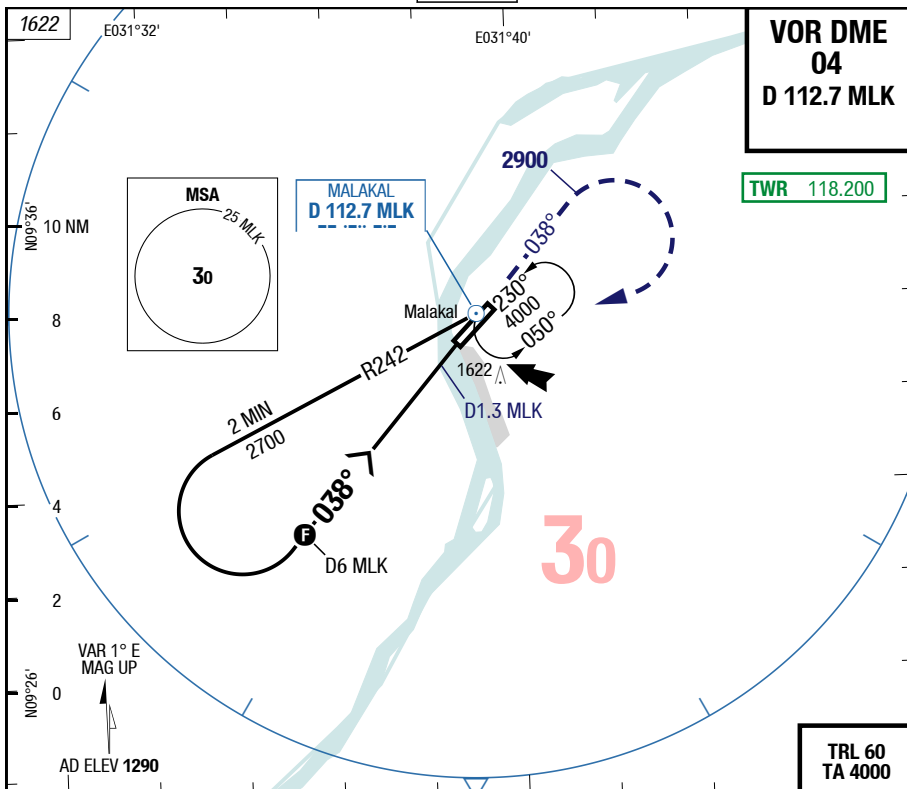 1622
E031°32'
E031°40'
VOR DME
04
D 112.7 MLK
TWR 118.200
MSA
25 MLK
30
MALAKAL
D 112.7 MLK
2900
038°
N09°36'
10 NM
Malakal
230°
4000
050°
8
R242
1622
D1.3 MLK
6
2 MIN
2700
4
038°
F
D6 MLK
30
2
VAR 1° E
MAG UP
N09°26'
0
AD ELEV 1290
TRL 60
TA 4000